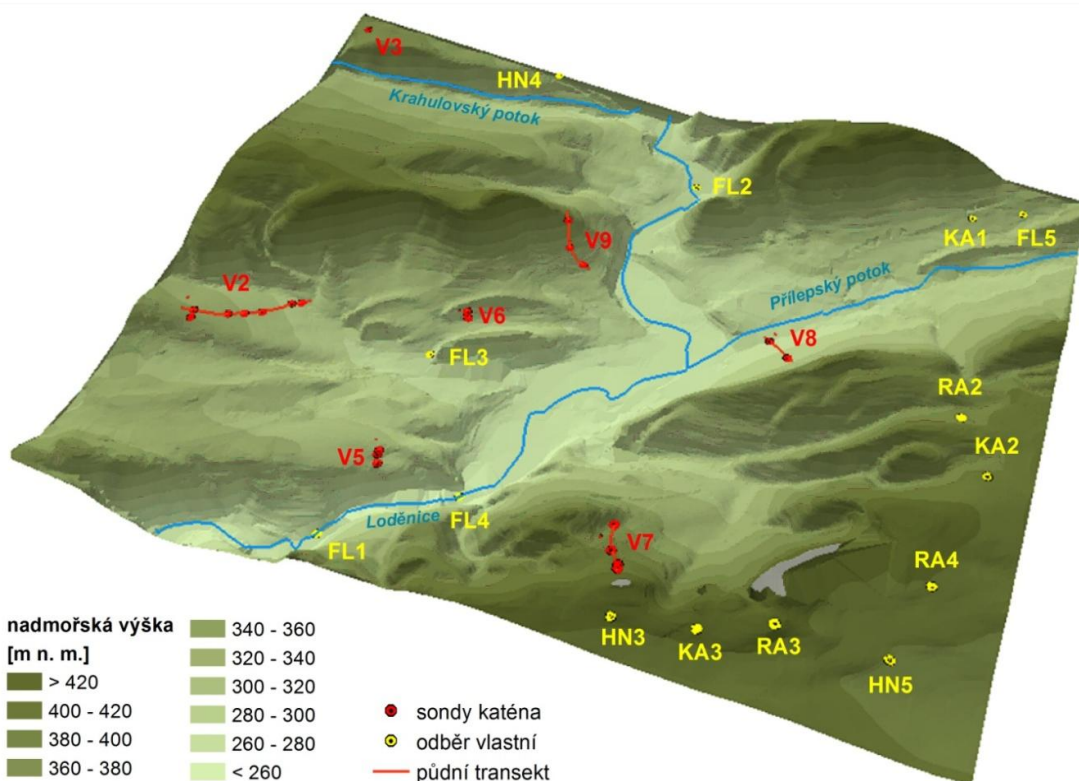 V3
HN4
Krahulovský potok
FL2
KA1
FL5
V9
V2
Přílepský potok
V6
V8
FL3
RA2
KA2
V5
FL4
Loděnice
FL1
V7
RA4
HN3
KA3
RA3
HN5
nadmořská výška
[m n. m.]
> 420
400 - 420
380 - 400
360 - 380
340 - 360
320 - 340
300 - 320
280 - 300
260 - 280
< 260
sondy katéna
odběr vlastní
půdní transekt